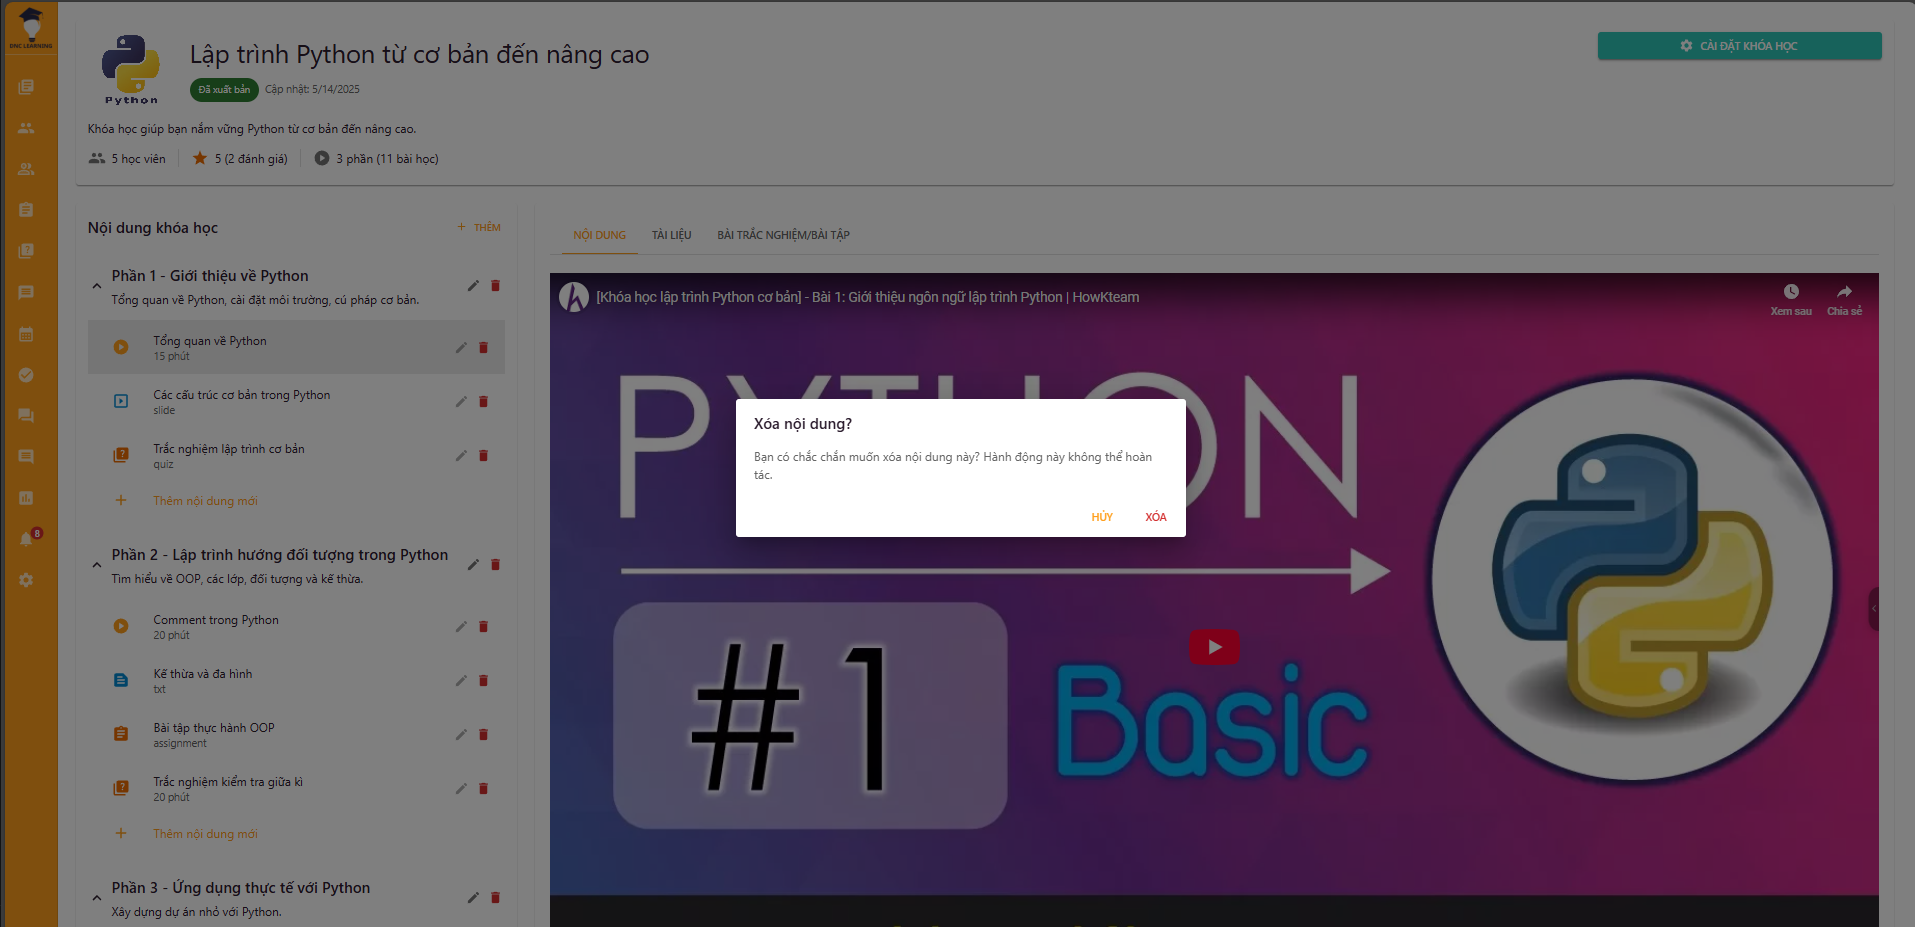 DNC LEARNING
Python
Lập trình Python từ cơ bản đến nâng cao
Đã xuất bản
Cập nhật: 5/14/2025
CÀI ĐẶT KHÓA HỌC
Khóa học giúp bạn nắm vững Python từ cơ bản đến nâng cao.
5 học viên
5 (2 đánh giá)
3 phần (11 bài học)
Nội dung khóa học
+ THÊM
Phần 1 - Giới thiệu về Python
Tổng quan về Python, cài đặt môi trường, cú pháp cơ bản.
Tổng quan về Python
15 phút
Các cấu trúc cơ bản trong Python
slide
Trắc nghiệm lập trình cơ bản
quiz
+ Thêm nội dung mới
8
Phần 2 - Lập trình hướng đối tượng trong Python
Tìm hiểu về OOP, các lớp, đối tượng và kế thừa.
Comment trong Python
20 phút
Kế thừa và đa hình
txt
Bài tập thực hành OOP
assignment
Trắc nghiệm kiểm tra giữa kì
20 phút
+ Thêm nội dung mới
Phần 3 - Ứng dụng thực tế với Python
Xây dựng dự án nhỏ với Python.
NỘI DUNG
TÀI LIỆU
BÀI TRẮC NGHIỆM/BÀI TẬP
[Khóa học lập trình Python cơ bản] - Bài 1: Giới thiệu ngôn ngữ lập trình Python | HowKteam
Xem sau
Chia sẻ
PYTHON
Xóa nội dung?
Bạn có chắc chắn muốn xóa nội dung này? Hành động này không thể hoàn
tác.
HỦY
XÓA
#1
Basic